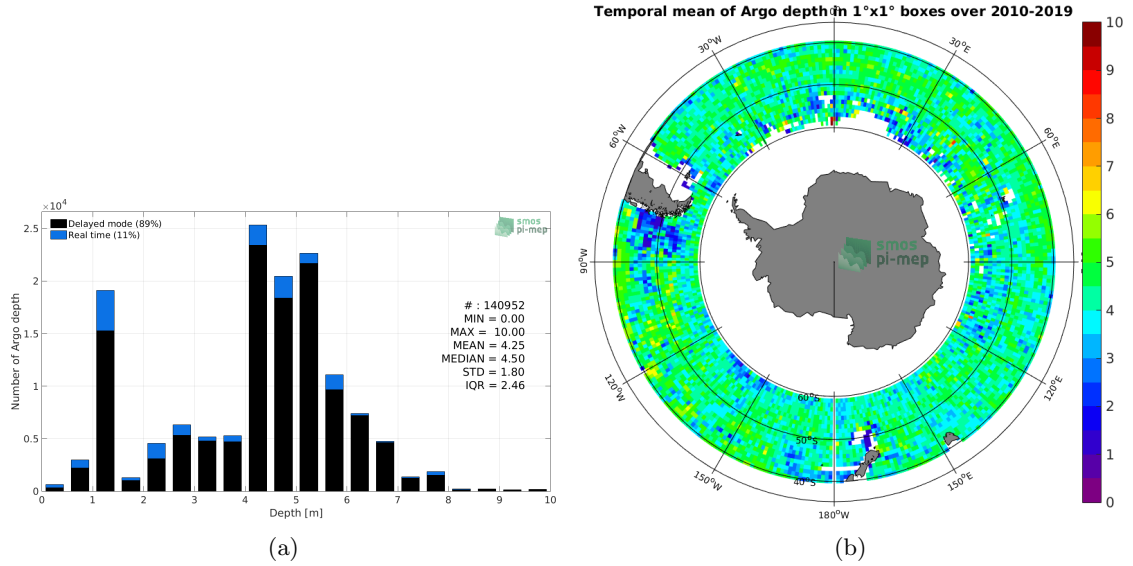 ×10⁴
2.5
2
1.5
1
0.5
0
0 1 2 3 4 5 6 7 8 9 10
Number of Argo depth
Depth [m]
Delayed mode (89%)
Real time (11%)
smos
pi-mep
# : 140952
MIN = 0.00
MAX = 10.00
MEAN = 4.25
MEDIAN = 4.50
STD = 1.80
IQR = 2.46
(a)
Temporal mean of Argo depth in 1°x1° boxes over 2010-2019
30°W
30°E
60°W
60°E
90°W
120°W
120°E
150°W
150°E
180°W
60°S
50°S
40°S
smos
pi-mep
10
9
8
7
6
5
4
3
2
1
0
(b)